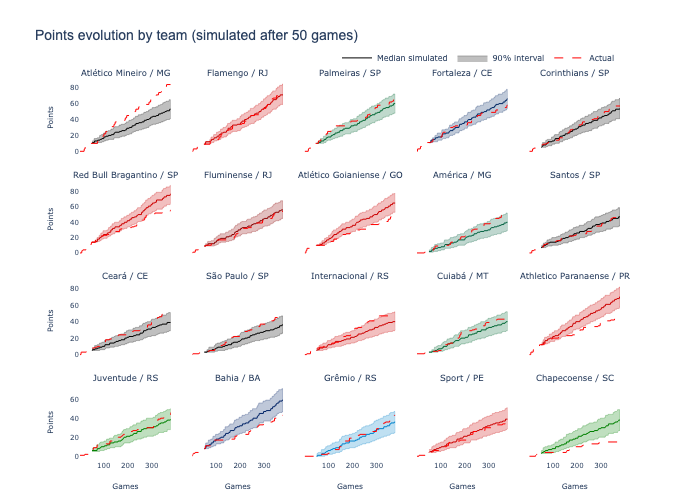 Points evolution by team (simulated after 50 games)
Median simulated 90% interval Actual
Atlético Mineiro / MG Flamengo / RJ Palmeiras / SP Fortaleza / CE Corinthians / SP
80
60
40
20
0
Points
Red Bull Bragantino / SP Fluminense / RJ Atlético Goianiense / GO América / MG Santos / SP
80
60
40
20
0
Points
Ceará / CE São Paulo / SP Internacional / RS Cuiabá / MT Athletico Paranaense / PR
80
60
40
20
0
Points
Juventude / RS Bahia / BA Grêmio / RS Sport / PE Chapecoense / SC
60
40
20
0
Points
100 200 300 100 200 300 100 200 300 100 200 300 100 200 300
Games Games Games Games Games